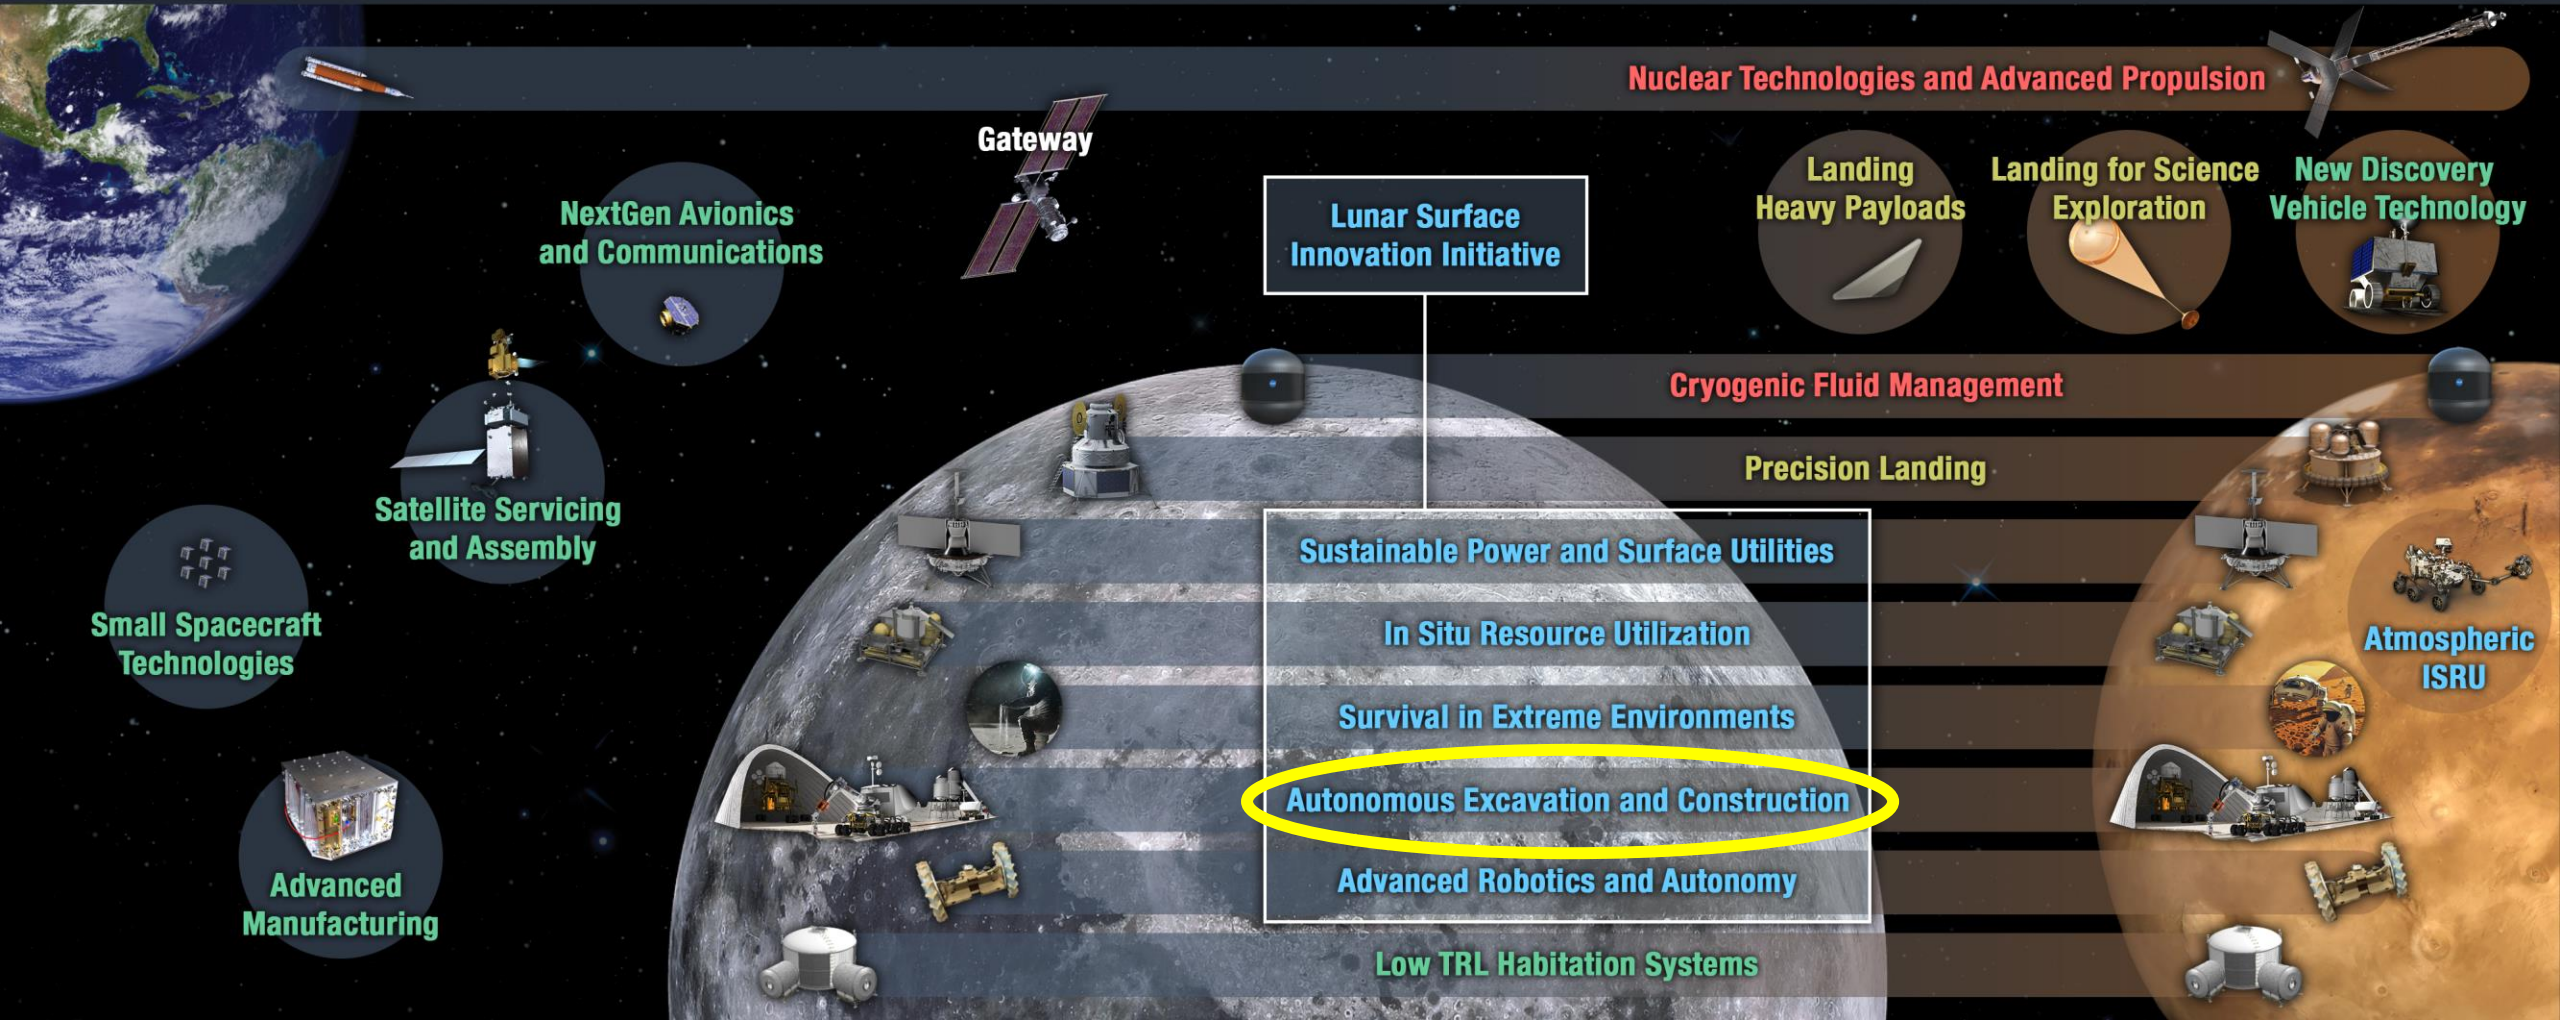 Nuclear Technologies and Advanced Propulsion
Gateway
NextGen Avionics
and Communications
Lunar Surface
Innovation Initiative
Landing
Heavy Payloads
Landing for Science
Exploration
New Discovery
Vehicle Technology
Cryogenic Fluid Management
Precision Landing
Satellite Servicing
and Assembly
Sustainable Power and Surface Utilities
Small Spacecraft
Technologies
In Situ Resource Utilization
Atmospheric
ISRU
Survival in Extreme Environments
Autonomous Excavation and Construction
Advanced Robotics and Autonomy
Advanced
Manufacturing
Low TRL Habitation Systems